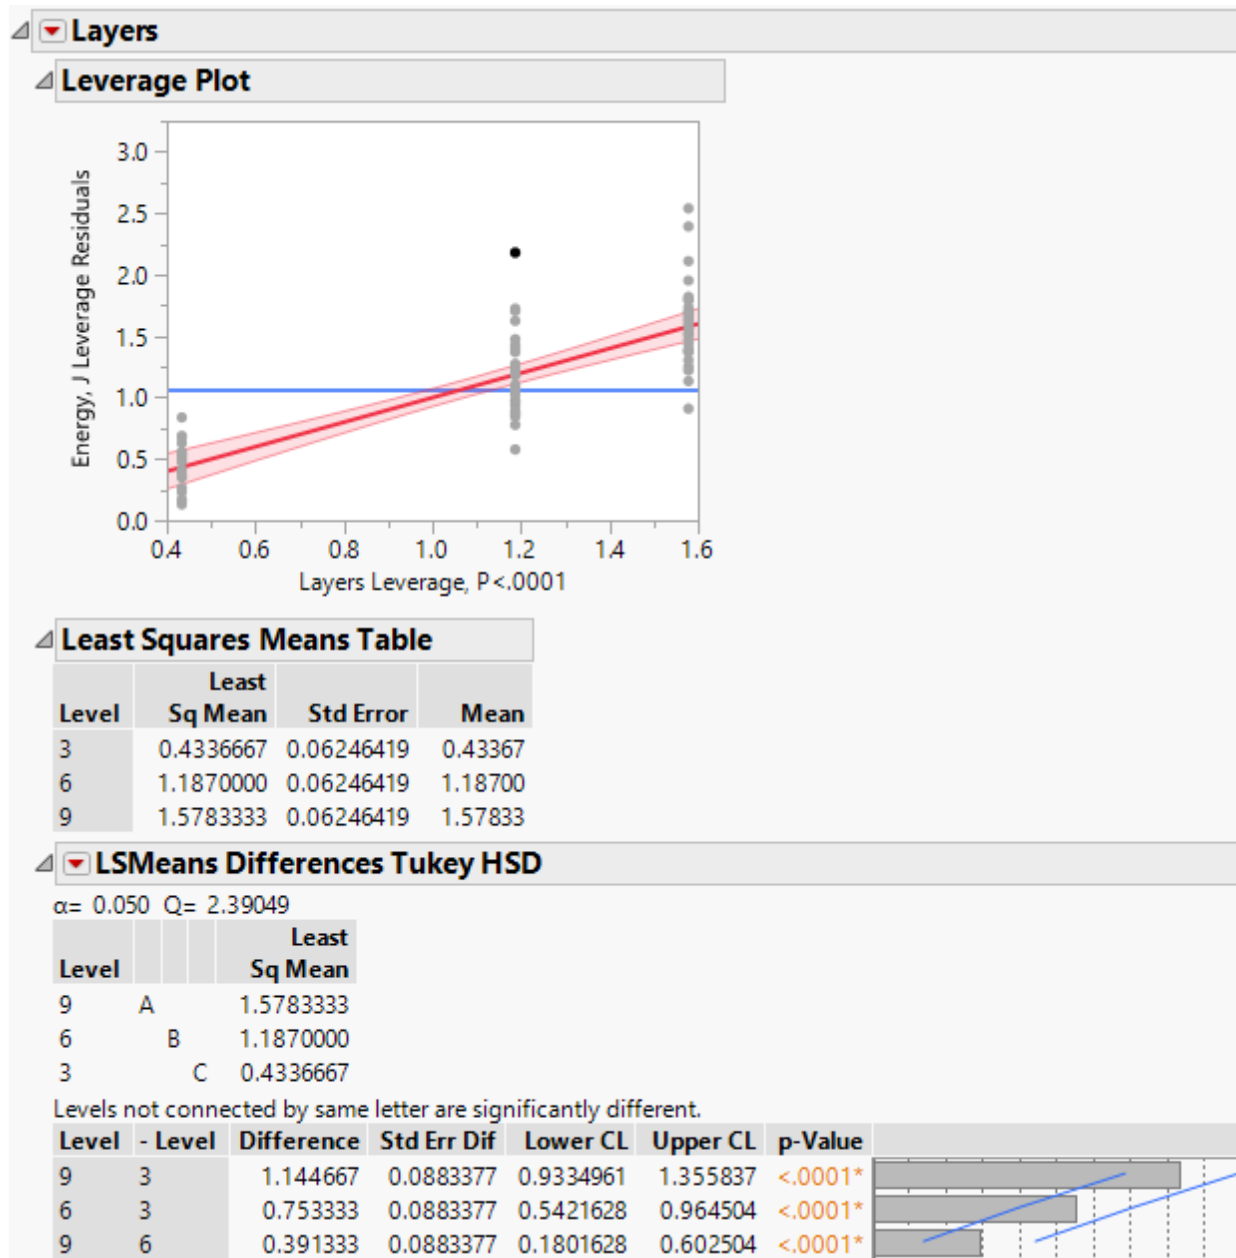 Layers
Leverage Plot
3.0
2.5
2.0
1.5
1.0
0.5
0.0
Energy, J Leverage Residuals
0.4 0.6 0.8 1.0 1.2 1.4 1.6
Layers Leverage, P<.0001
Least Squares Means Table
Least
Level Sq Mean Std Error Mean
3 0.4336667 0.06246419 0.43367
6 1.1870000 0.06246419 1.18700
9 1.5783333 0.06246419 1.57833
LSMeans Differences Tukey HSD
α= 0.050 Q= 2.39049
Least
Level Sq Mean
9 A 1.5783333
6 B 1.1870000
3 C 0.4336667
Levels not connected by same letter are significantly different.
Level - Level Difference Std Err Dif Lower CL Upper CL p-Value
9 3 1.144667 0.0883377 0.9334961 1.355837 <.0001*
6 3 0.753333 0.0883377 0.5421628 0.964504 <.0001*
9 6 0.391333 0.0883377 0.1801628 0.602504 <.0001*